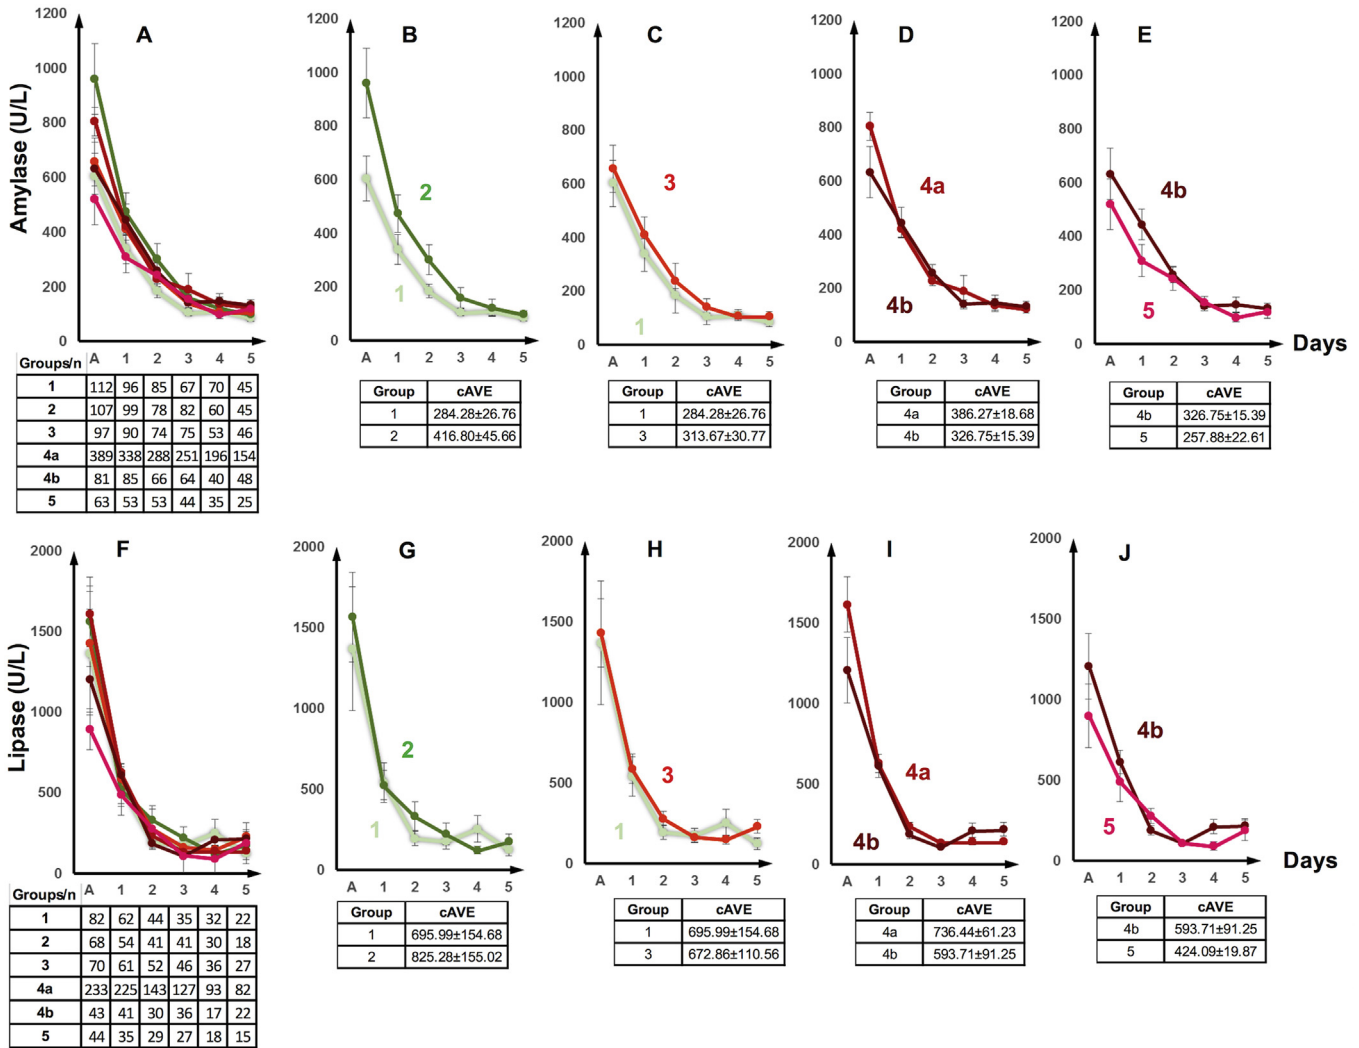 A
B
C
D
E
Amylase (U/L)
1200
1000
800
600
400
200
0
A 1 2 3 4 5
1200
1000
800
600
400
200
0
2
1
A 1 2 3 4 5
1200
1000
800
600
400
200
0
3
1
A 1 2 3 4 5
1200
1000
800
600
400
200
0
4a
4b
A 1 2 3 4 5
1200
1000
800
600
400
200
0
4b
5
A 1 2 3 4 5
Days
Groups/n
1 112 96 85 67 70 45
2 107 99 78 82 60 45
3 97 90 74 75 53 46
4a 389 338 288 251 196 154
4b 81 85 66 64 40 48
5 63 53 53 44 35 25
Group cAVE
1 284.28±26.76
2 416.80±45.66
Group cAVE
1 284.28±26.76
3 313.67±30.77
Group cAVE
4a 386.27±18.68
4b 326.75±15.39
Group cAVE
4b 326.75±15.39
5 257.88±22.61
F
G
H
I
J
Lipase (U/L)
2000
1500
1000
500
0
A 1 2 3 4 5
2000
1500
1000
500
0
2
1
A 1 2 3 4 5
2000
1500
1000
500
0
3
1
A 1 2 3 4 5
2000
1500
1000
500
0
4a
4b
A 1 2 3 4 5
2000
1500
1000
500
0
4b
5
A 1 2 3 4 5
Days
Groups/n
1 82 62 44 35 32 22
2 68 54 41 41 30 18
3 70 61 52 46 36 27
4a 233 225 143 127 93 82
4b 43 41 30 36 17 22
5 44 35 29 27 18 15
Group cAVE
1 695.99±154.68
2 825.28±155.02
Group cAVE
1 695.99±154.68
3 672.86±110.56
Group cAVE
4a 736.44±61.23
4b 593.71±91.25
Group cAVE
4b 593.71±91.25
5 424.09±19.87